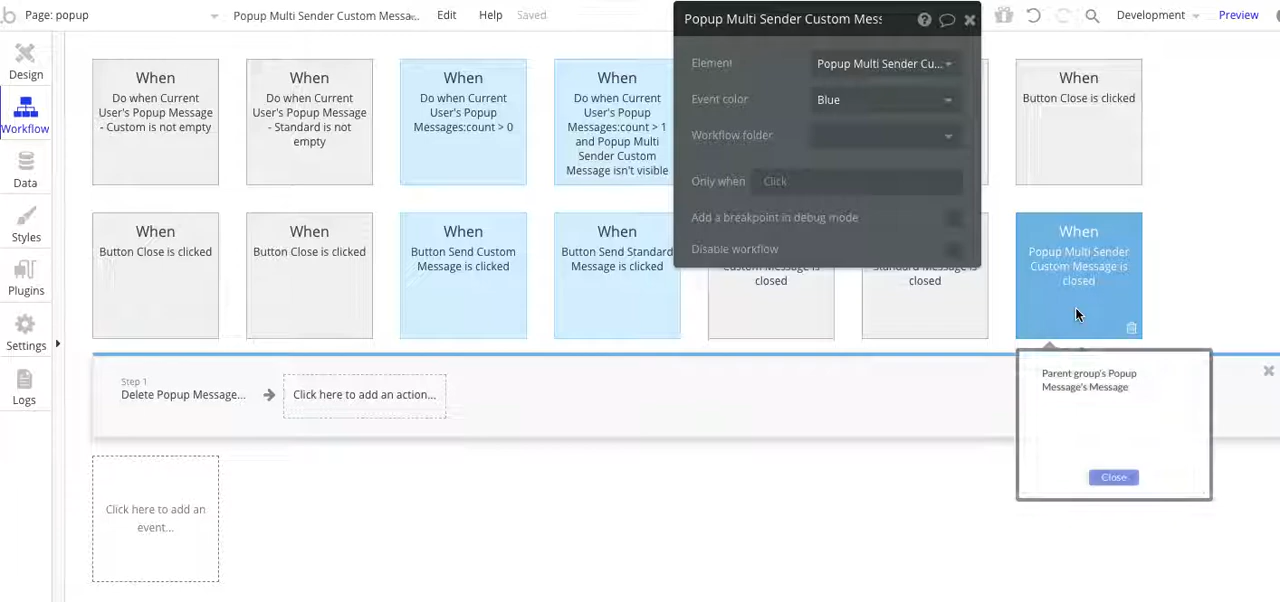 Page: popup
Popup Multi Sender Custom Messa...
Edit
Help
Saved
Development
Preview
Design
Workflow
Data
Styles
Plugins
Settings
Logs
Popup Multi Sender Custom Mess
Element
Popup Multi Sender Cu...
Event color
Blue
Workflow folder
Only when
Click
Add a breakpoint in debug mode
Disable workflow
When
Do when Current
User's Popup Message
- Custom is not empty
When
Do when Current
User's Popup Message
- Standard is not
empty
When
Do when Current
User's Popup
Messages:count > 0
When
Do when Current
User's Popup
Messages:count > 1
and Popup Multi
Sender Custom
Message isn't visible
When
Button Close is clicked
When
Button Close is clicked
When
Button Close is clicked
When
Button Send Custom
Message is clicked
When
Button Send Standard
Message is clicked
Custom Message is
closed
Standard Message is
closed
When
Popup Multi Sender
Custom Message is
closed
Step 1
Delete Popup Message...
Click here to add an action...
Parent group's Popup
Message's Message
Close
Click here to add an
event...